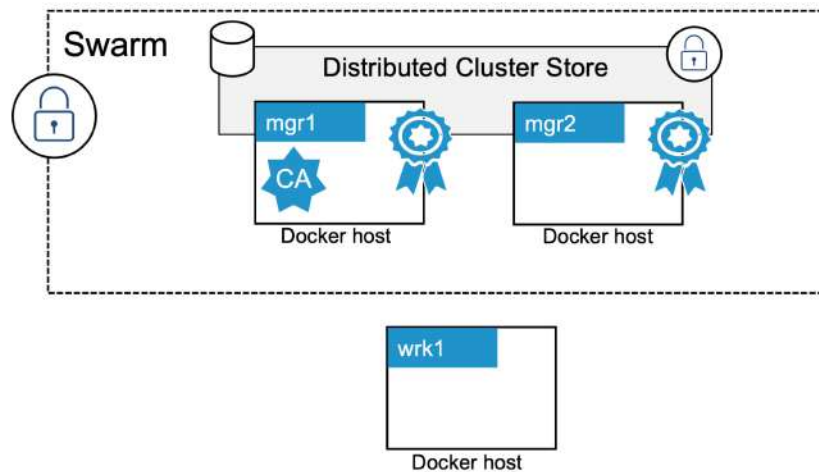 Swarm
Distributed Cluster Store
mgr1
mgr2
CA
Docker host
Docker host
wrk1
Docker host